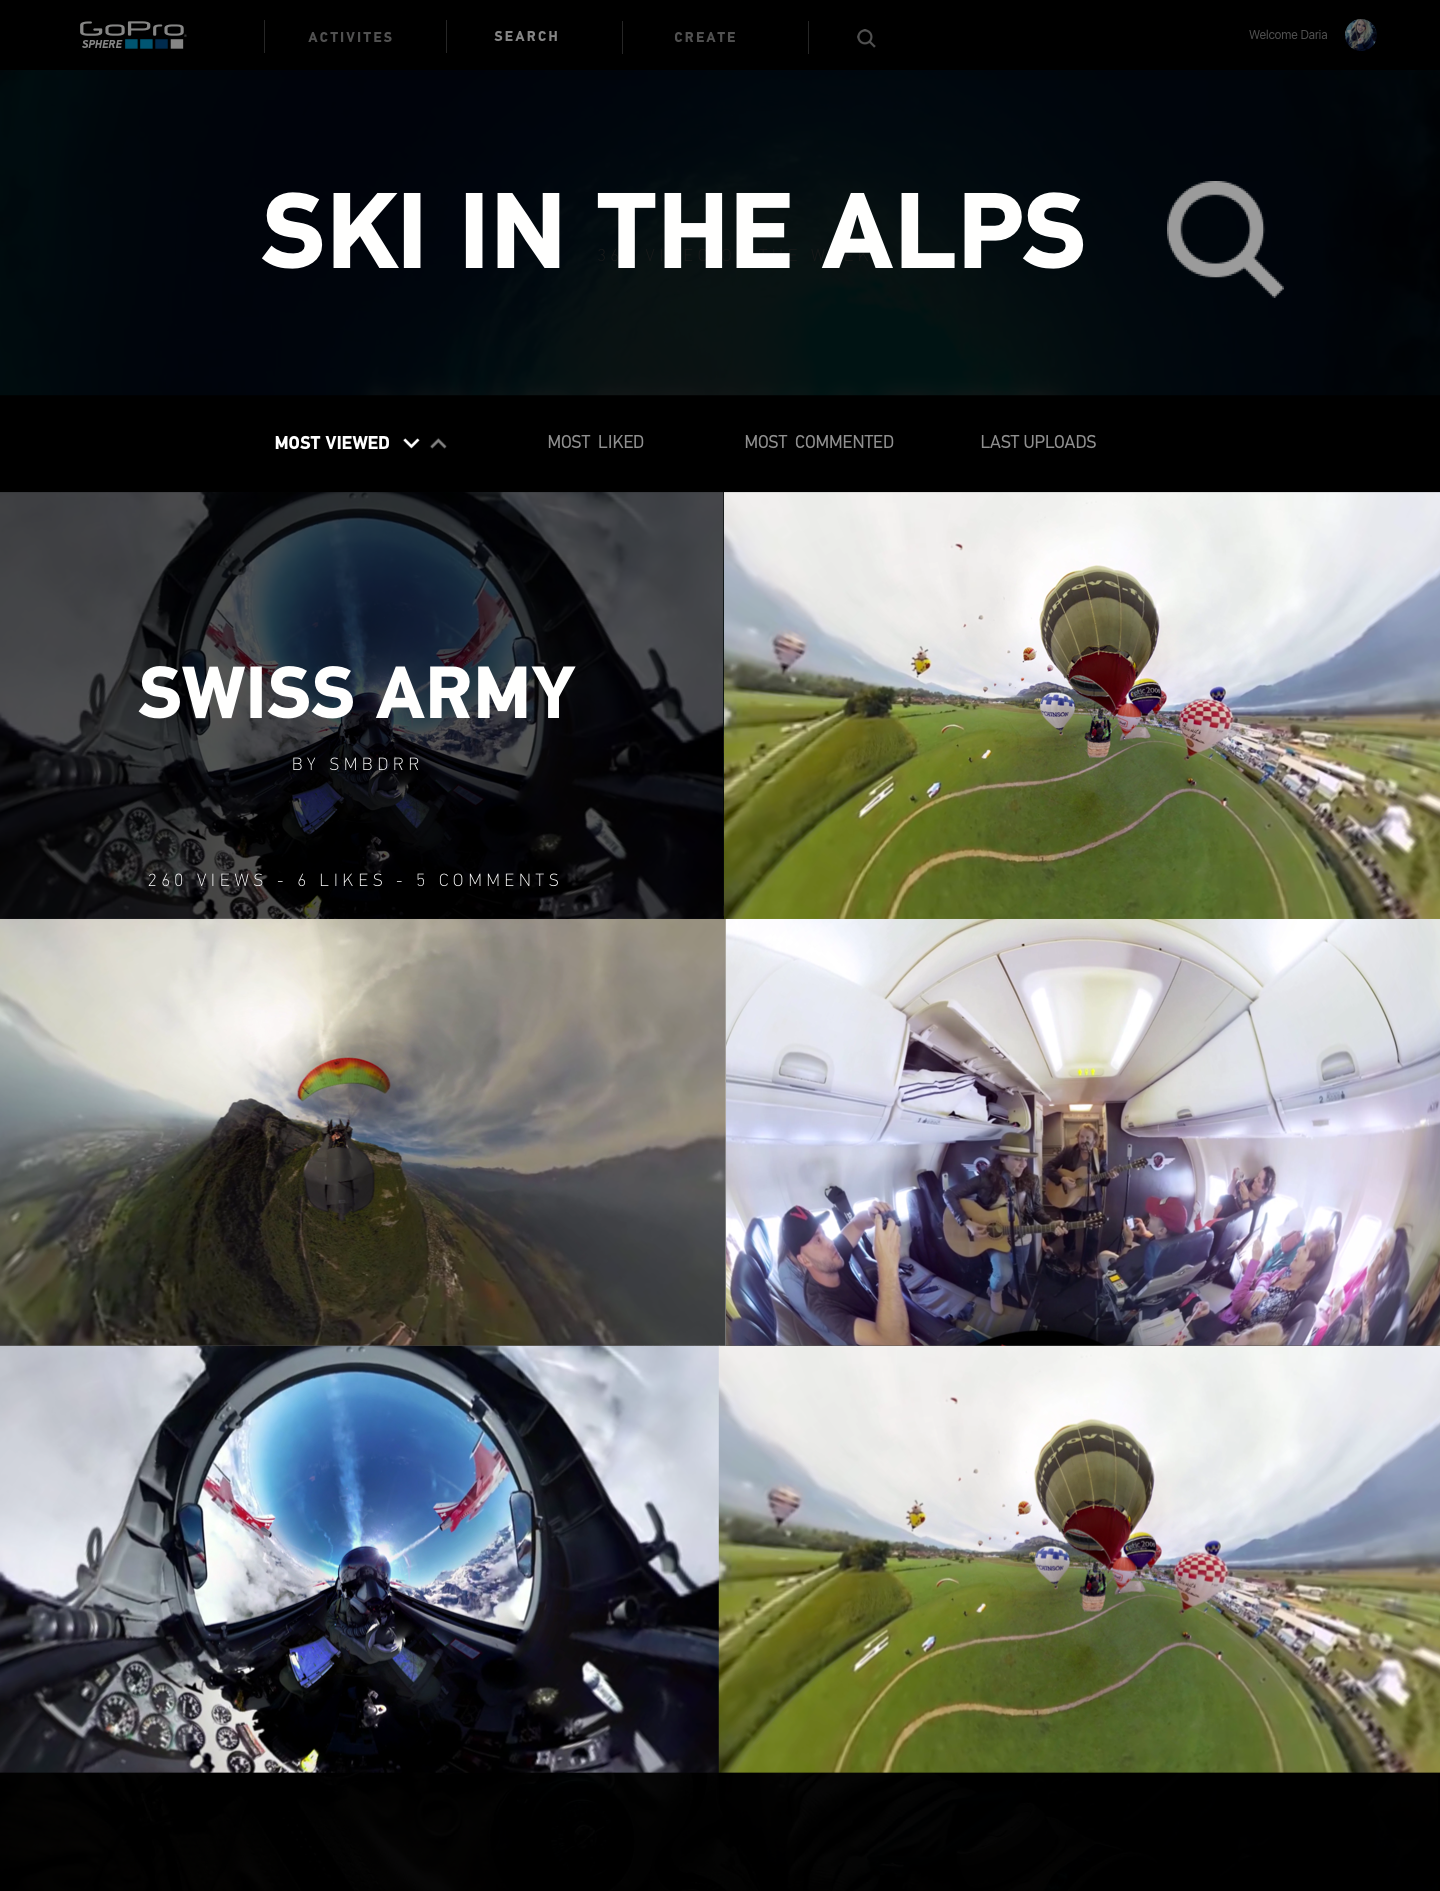 GoPro
SPHERE
ACTIVITES
SEARCH
CREATE
Welcome Daria
SKI IN THE ALPS
MOST VIEWED
MOST LIKED
MOST COMMENTED
LAST UPLOADS
SWISS ARMY
BY SMBDRR
260 VIEWS - 6 LIKES - 5 COMMENTS